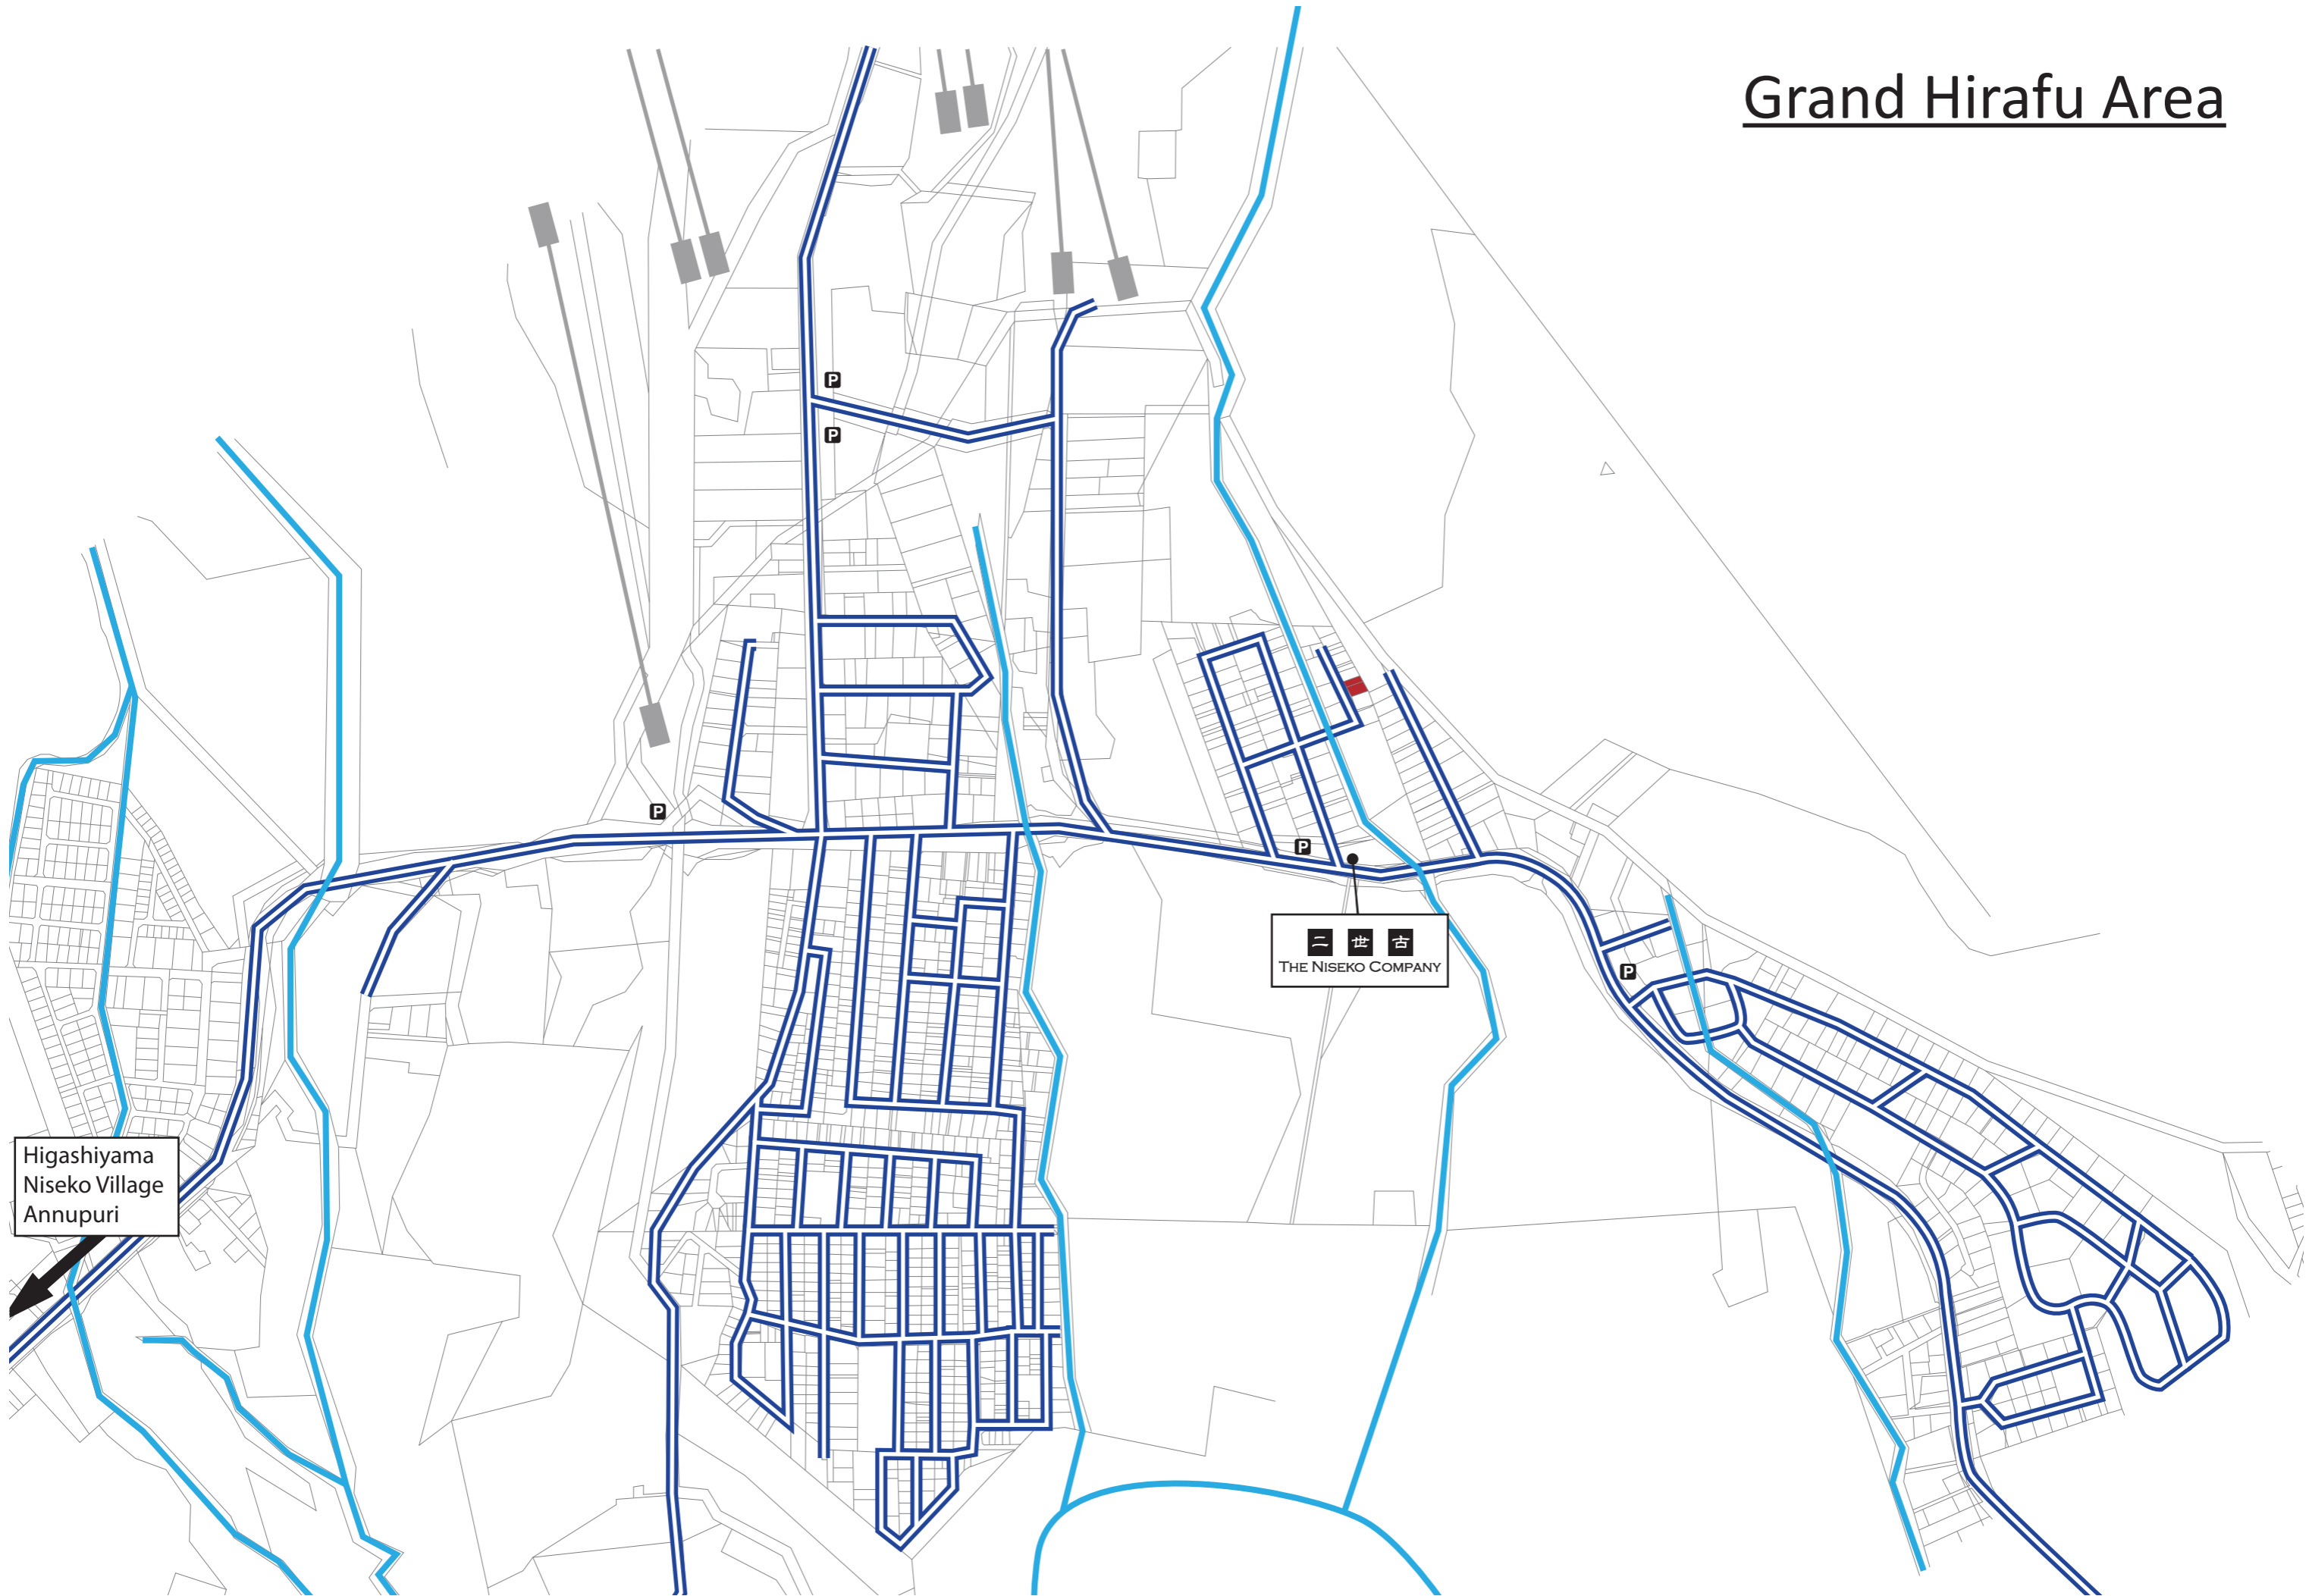 Grand Hirafu Area
P
P
P
P
二世古
THE NISEKO COMPANY
P
Higashiyama
Niseko Village
Annupuri